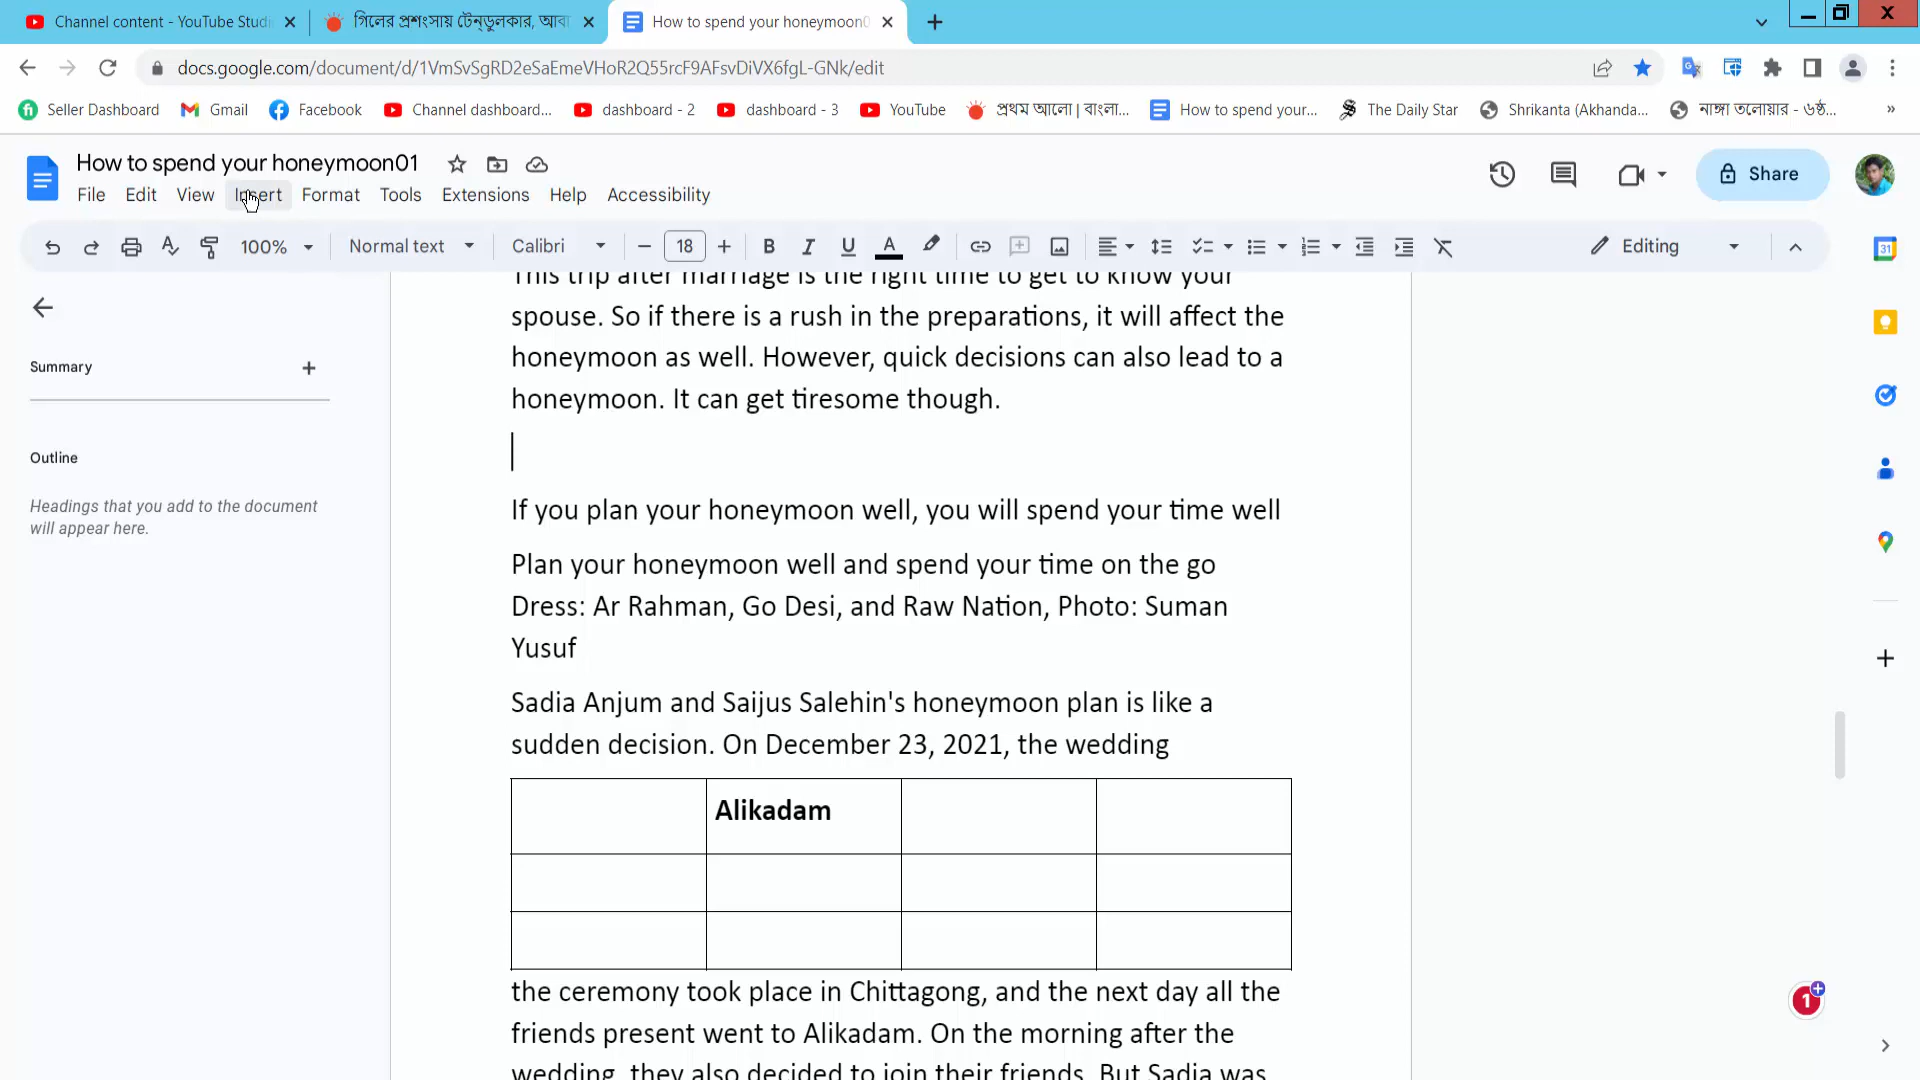 Channel content - YouTube Stud
গিলের প্রশংসায় টেন্ডুলকার, আবা
How to spend your honeymoon0
docs.google.com/document/d/1VmSvSgRD2eSaEmeVHoR2Q55rcF9AFsvDiVX6fgL-GNk/edit
Seller Dashboard
Gmail
Facebook
Channel dashboard...
dashboard - 2
dashboard - 3
YouTube
প্রথম আলো | বাংলা...
How to spend your...
The Daily Star
Shrikanta (Akhanda...
নাঙ্গা তলোয়ার - ৬ষ্ঠ...
»
How to spend your honeymoon01
File Edit View Insert Format Tools Extensions Help Accessibility
Share
100% Normal text Calibri 18 Editing
31
This trip after marriage is the right time to get to know your
spouse. So if there is a rush in the preparations, it will affect the
honeymoon as well. However, quick decisions can also lead to a
honeymoon. It can get tiresome though.
Summary
Outline
Headings that you add to the document
will appear here.
If you plan your honeymoon well, you will spend your time well
Plan your honeymoon well and spend your time on the go
Dress: Ar Rahman, Go Desi, and Raw Nation, Photo: Suman
Yusuf
Sadia Anjum and Saijus Salehin's honeymoon plan is like a
sudden decision. On December 23, 2021, the wedding
Alikadam
the ceremony took place in Chittagong, and the next day all the
friends present went to Alikadam. On the morning after the
wedding, they also decided to join their friends. But Sadia was
1